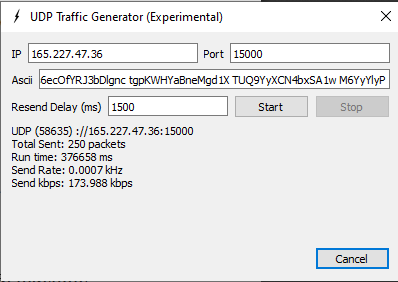 UDP Traffic Generator (Experimental)
IP 165.227.47.36 Port 15000
Ascii 6ecOfYRJ3bDlgnc tgpKWHYaBneMgd1X TUQ9YyXCN4bxSA1w M6YyYlyP
Resend Delay (ms) 1500 Start Stop
UDP (58635) ://165.227.47.36:15000
Total Sent: 250 packets
Run time: 376658 ms
Send Rate: 0.0007 kHz
Send kbps: 173.988 kbps
Cancel